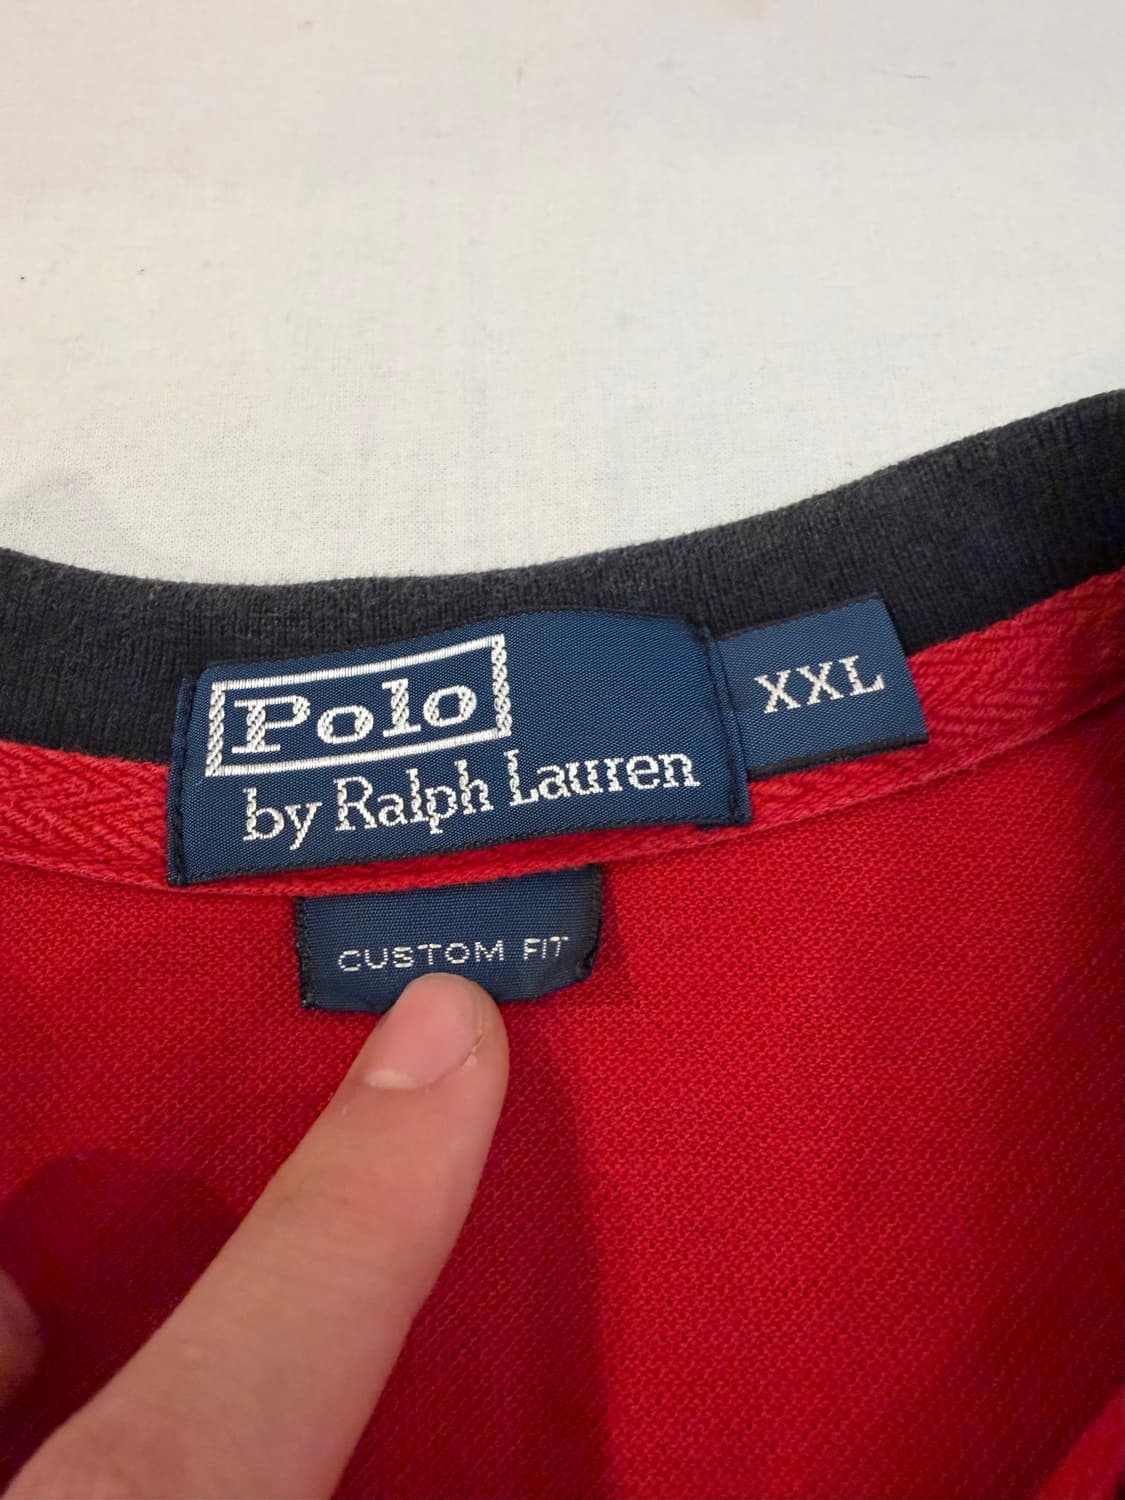 Polo
by Ralph Lauren
XXL
CUSTOM FIT